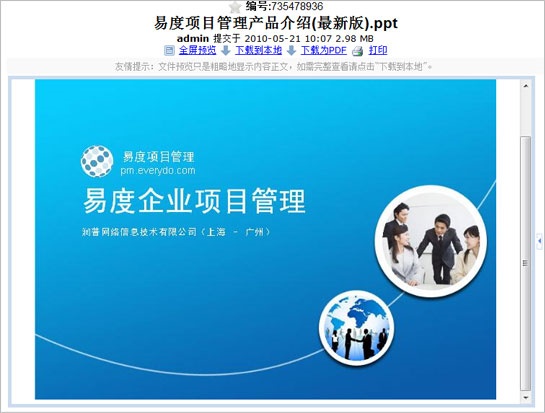 编号:735478936
易度项目管理产品介绍(最新版).ppt
admin 提交于 2010-05-21 10:07 2.98 MB
全屏预览 下载到本地 下载为PDF 打印
友情提示：文件预览只是粗略地显示内容正文，如需完整查看请点击"下载到本地"。
易度项目管理
pm.everydo.com
易度企业项目管理
润普网络信息技术有限公司（上海 - 广州）